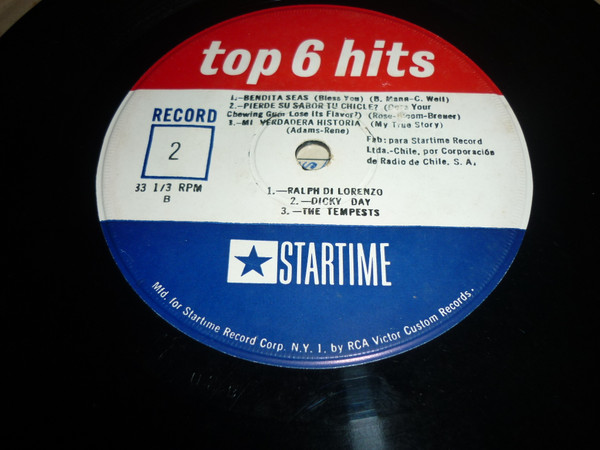 top 6 hits
1.—BENDITA SEAS (Bless You) (B. Mann-C. Weil)
2.—PIERDE SU SABOR TU CHICLE? (Does Your
Chewing Gum Lose Its Flavor?) (Rose-Bloom-Breuer)
1.—MI VERDADERA HISTORIA (My True Story)
(Adams-Rene)
Fab: para Startime Record
Ltda.-Chile, por Corporación
de Radio de Chile, S. A.
RECORD
2
33 1/3 RPM
B
1.—RALPH DI LORENZO
2.—DICKY DAY
3.—THE TEMPESTS
STARTIME
Mfd. for Startime Record Corp. N.Y. 1, by RCA Victor Custom Records.